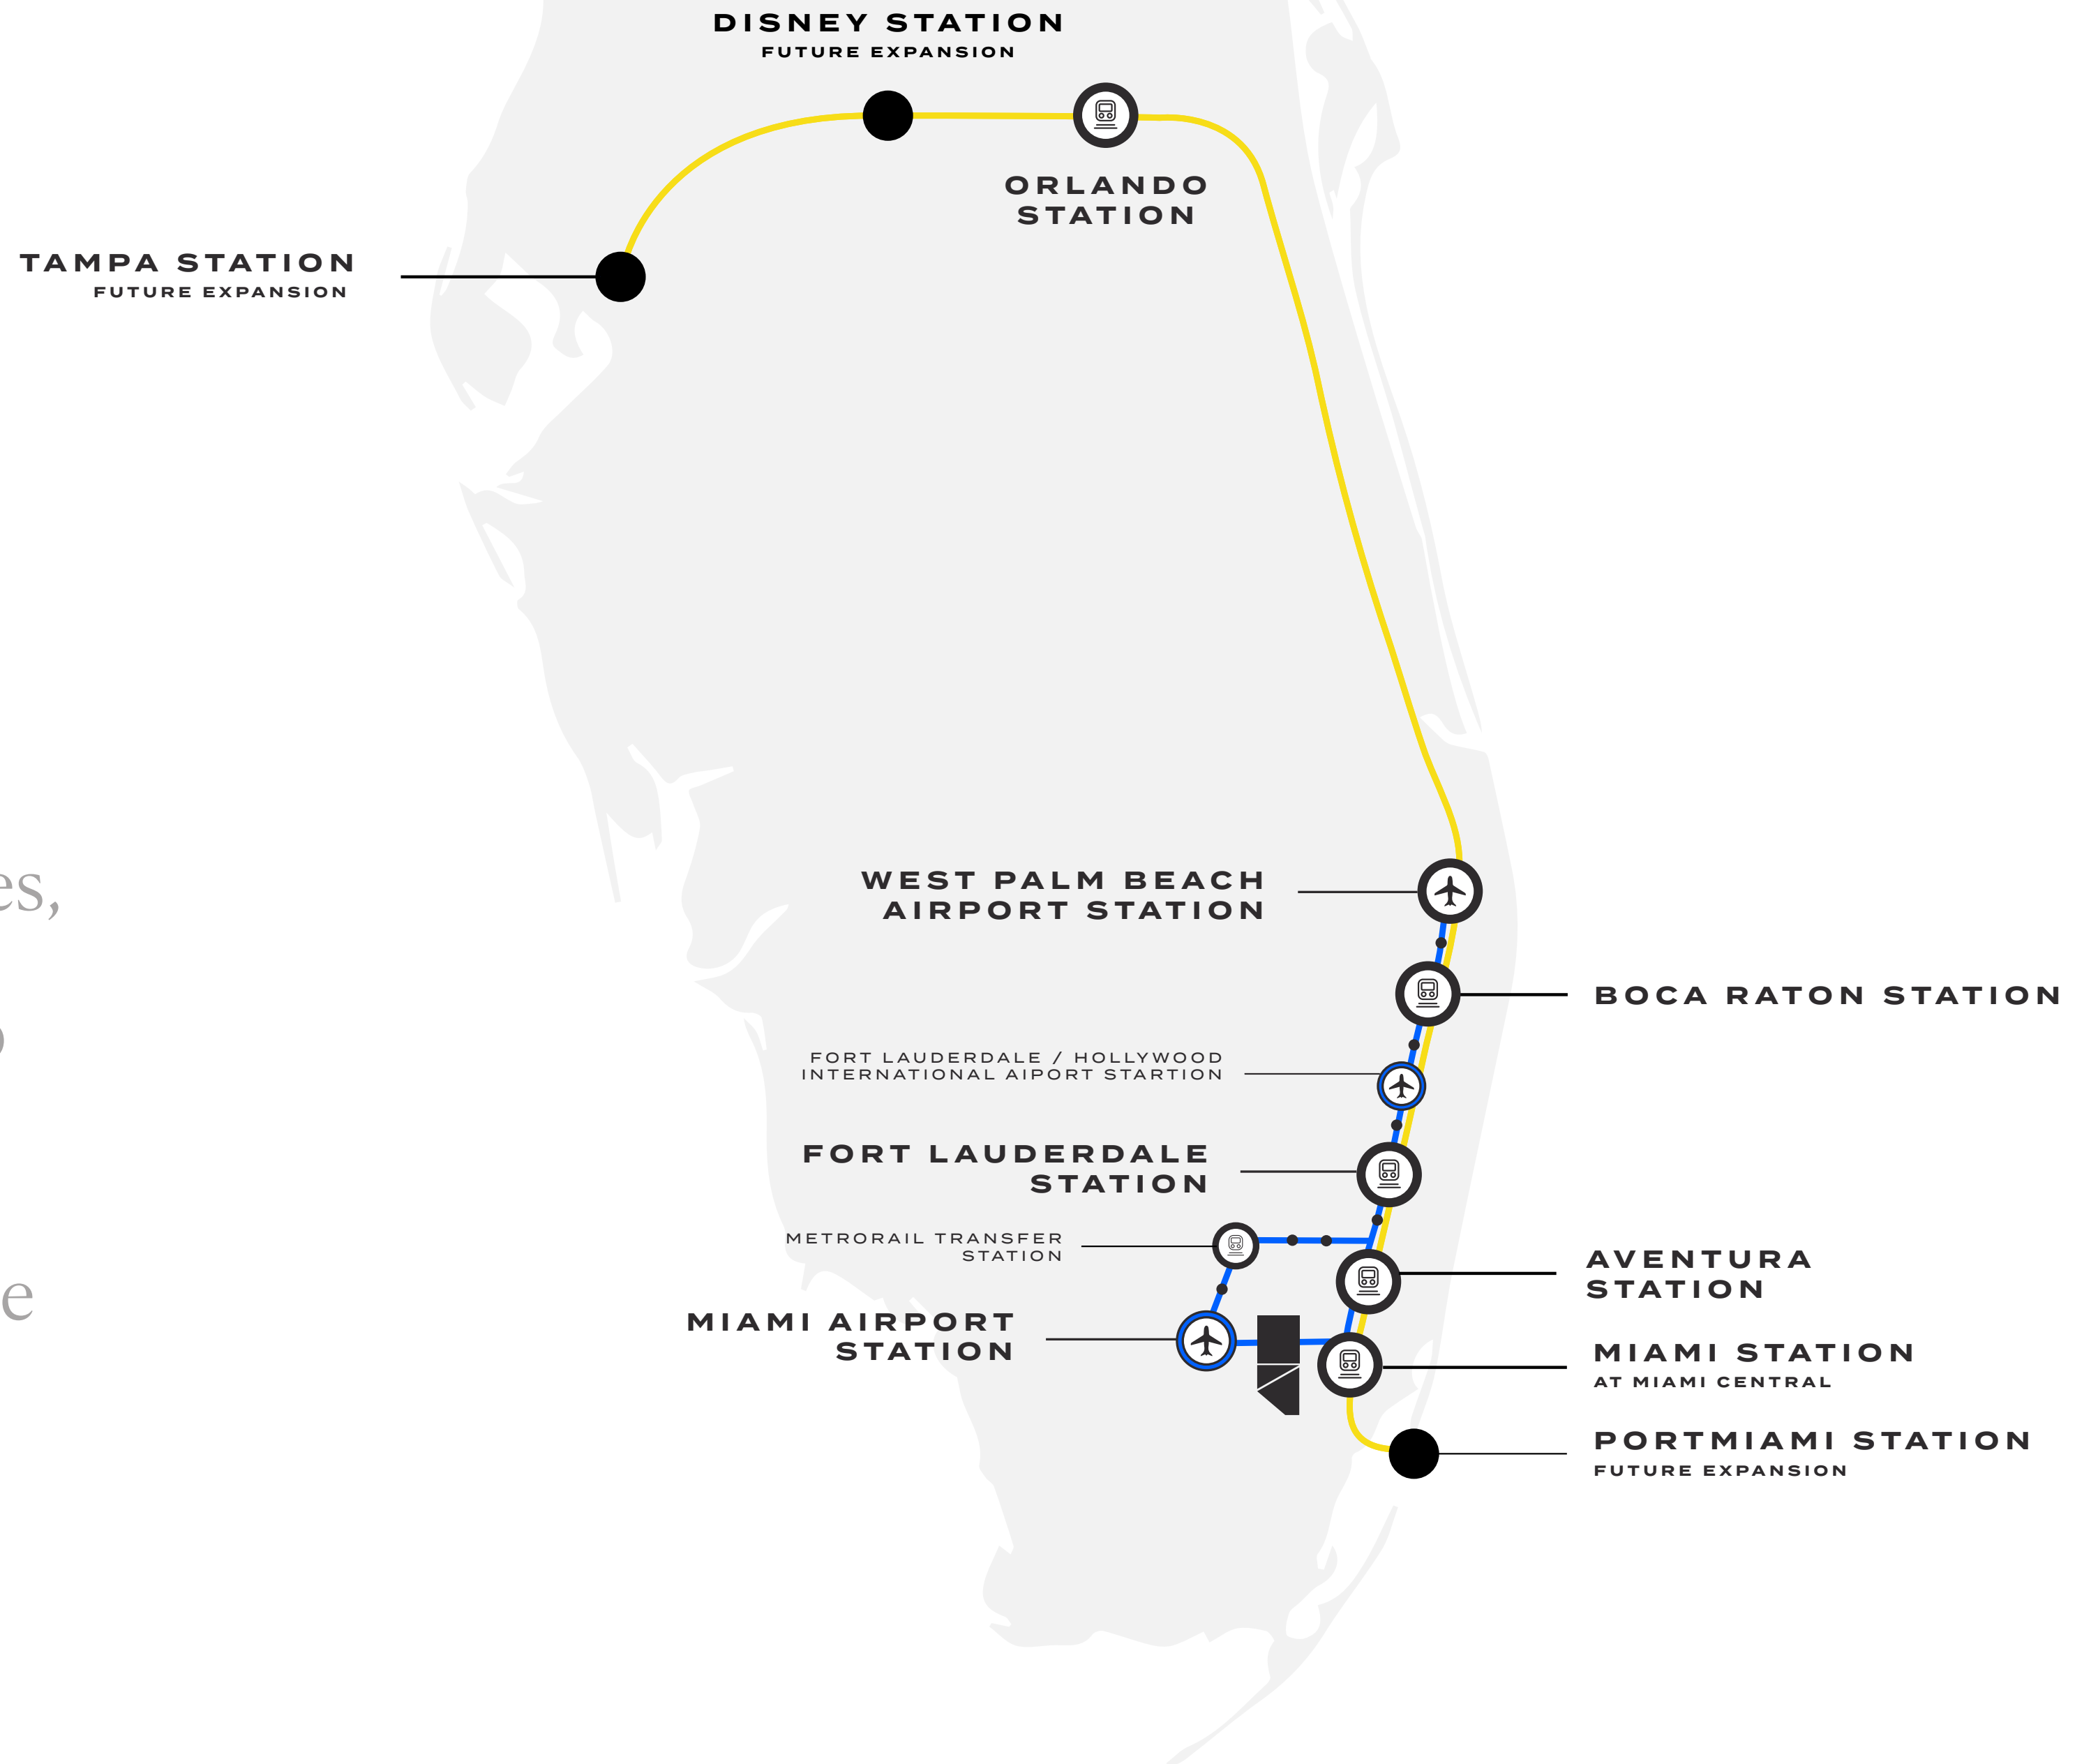 DISNEY STATION
FUTURE EXPANSION
ORLANDO
STATION
TAMPA STATION
FUTURE EXPANSION
WEST PALM BEACH
AIRPORT STATION
BOCA RATON STATION
FORT LAUDERDALE / HOLLYWOOD
INTERNATIONAL AIPORT STARTION
FORT LAUDERDALE
STATION
METRORAIL TRANSFER
STATION
AVENTURA
STATION
MIAMI AIRPORT
STATION
MIAMI STATION
AT MIAMI CENTRAL
PORTMIAMI STATION
FUTURE EXPANSION